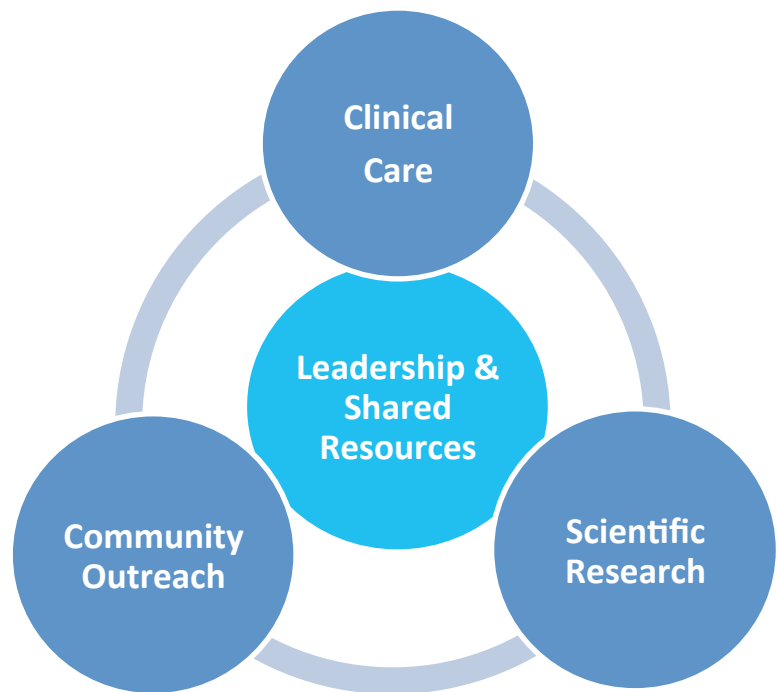 Clinical
Care
Leadership &
Shared
Resources
Community
Outreach
Scientific
Research